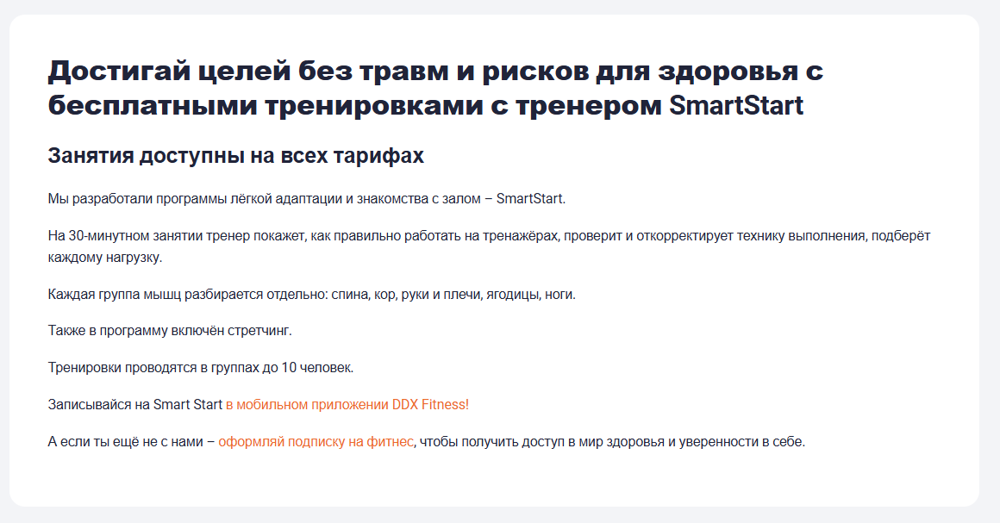 Достигай целей без травм и рисков для здоровья с
бесплатными тренировками с тренером SmartStart
Занятия доступны на всех тарифах
Мы разработали программы лёгкой адаптации и знакомства с залом – SmartStart.
На 30-минутном занятии тренер покажет, как правильно работать на тренажёрах, проверит и откорректирует технику выполнения, подберёт
каждому нагрузку.
Каждая группа мышц разбирается отдельно: спина, кор, руки и плечи, ягодицы, ноги.
Также в программу включён стретчинг.
Тренировки проводятся в группах до 10 человек.
Записывайся на Smart Start в мобильном приложении DDX Fitness!
А если ты ещё не с нами – оформляй подписку на фитнес, чтобы получить доступ в мир здоровья и уверенности в себе.